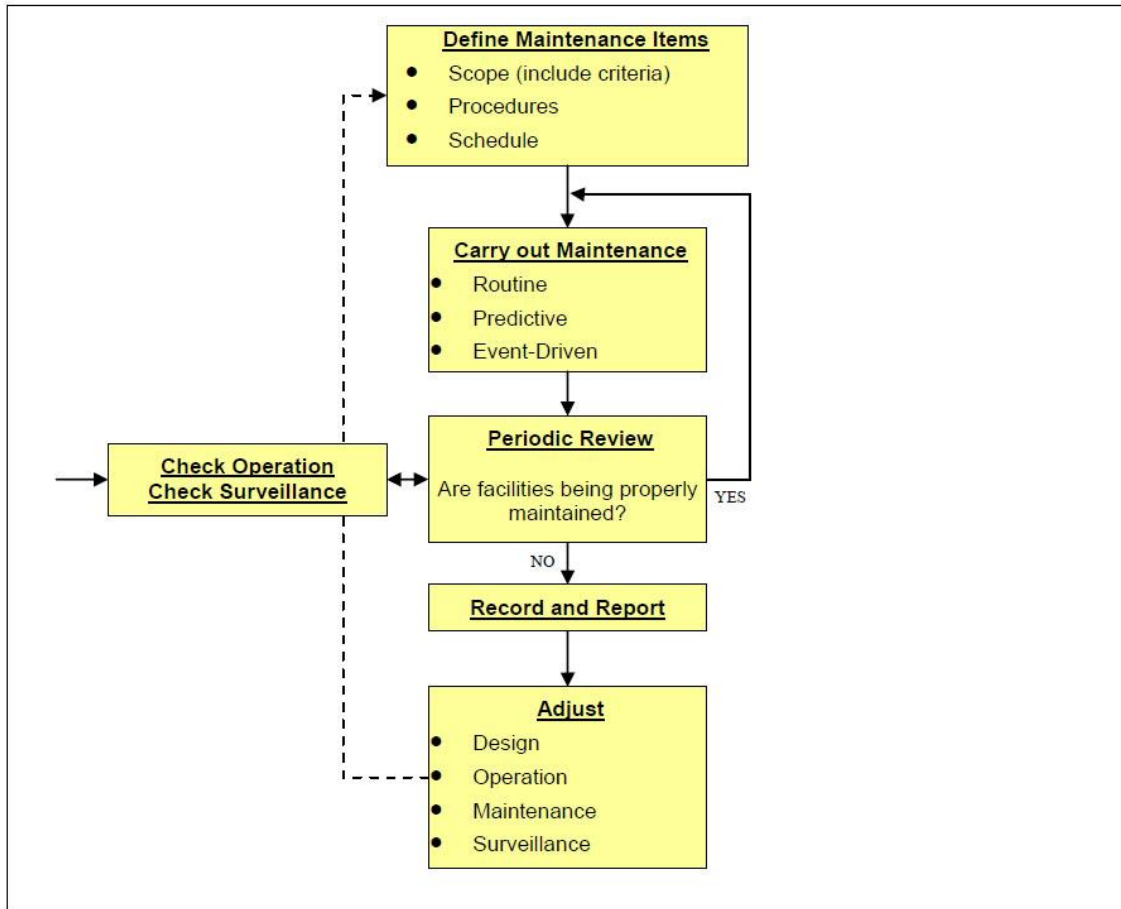 Define Maintenance Items
● Scope (include criteria)
● Procedures
● Schedule
Carry out Maintenance
● Routine
● Predictive
● Event-Driven
Check Operation
Check Surveillance
Periodic Review
Are facilities being properly
maintained?
YES
NO
Record and Report
Adjust
● Design
● Operation
● Maintenance
● Surveillance